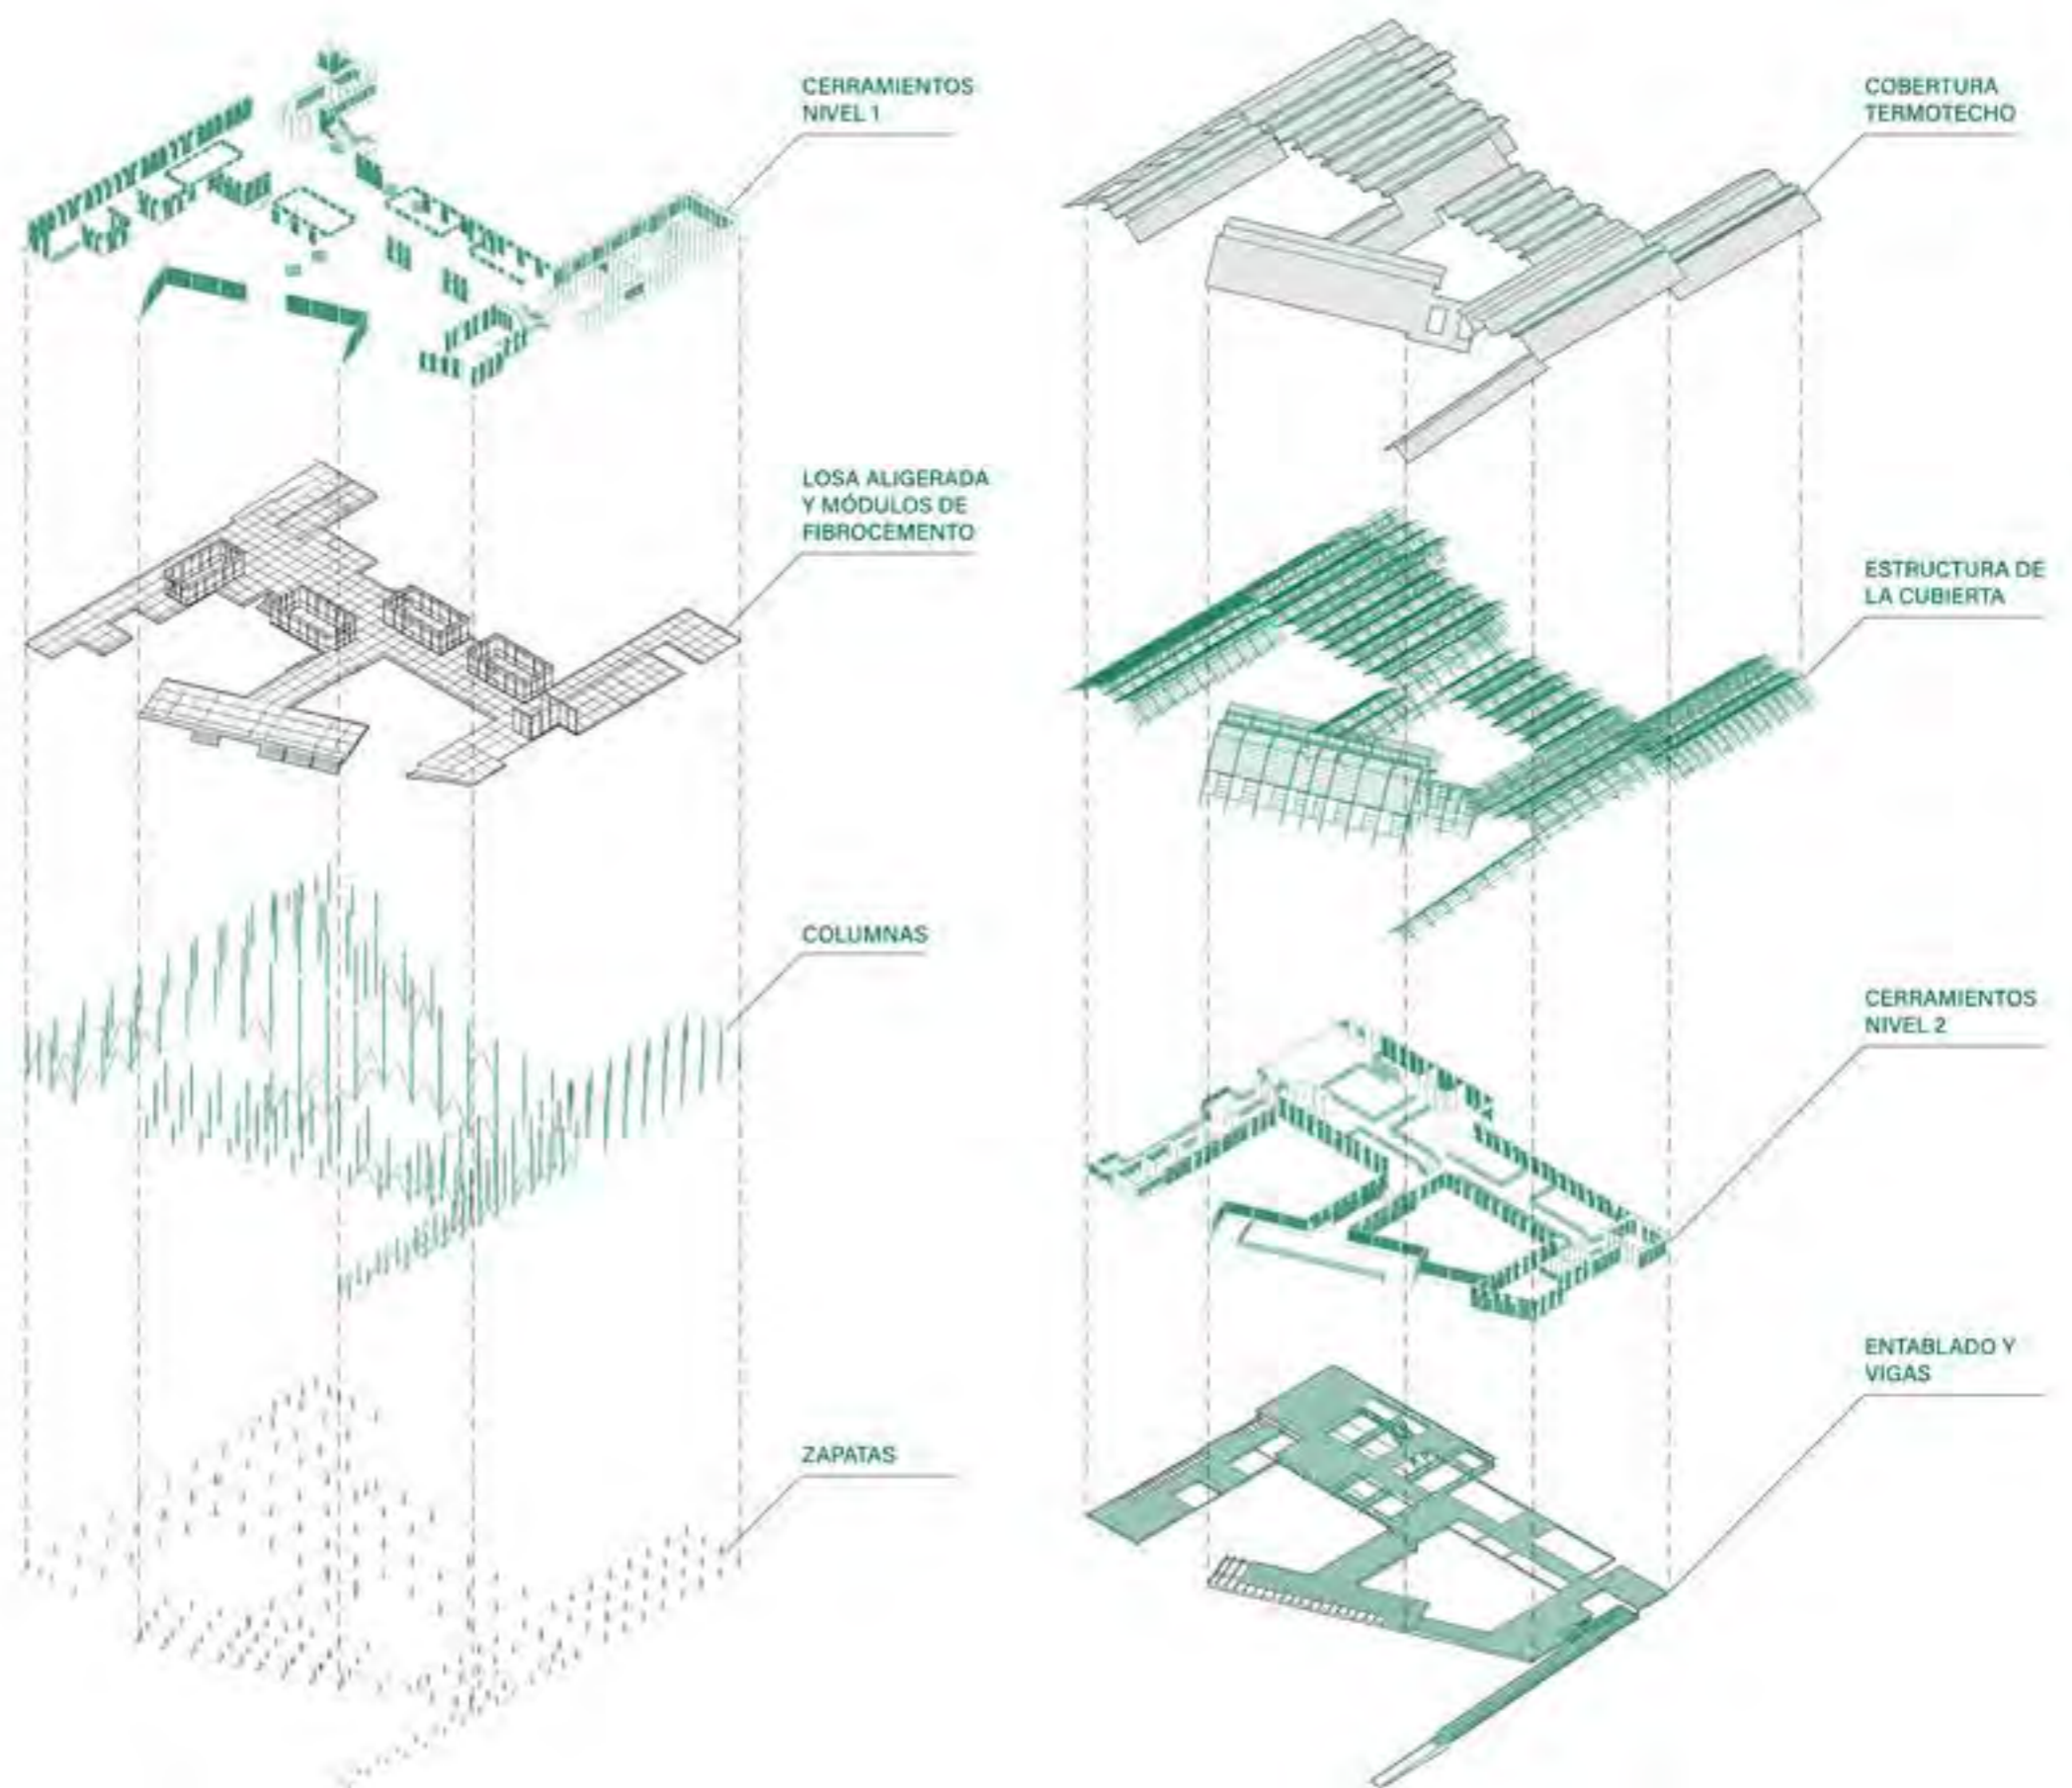 CERRAMIENTOS
NIVEL 1
LOSA ALIGERADA
Y MÓDULOS DE
FIBROCEMENTO
COLUMNAS
ZAPATAS
COBERTURA
TERMOTECHO
ESTRUCTURA DE
LA CUBIERTA
CERRAMIENTOS
NIVEL 2
ENTABLADO Y
VIGAS